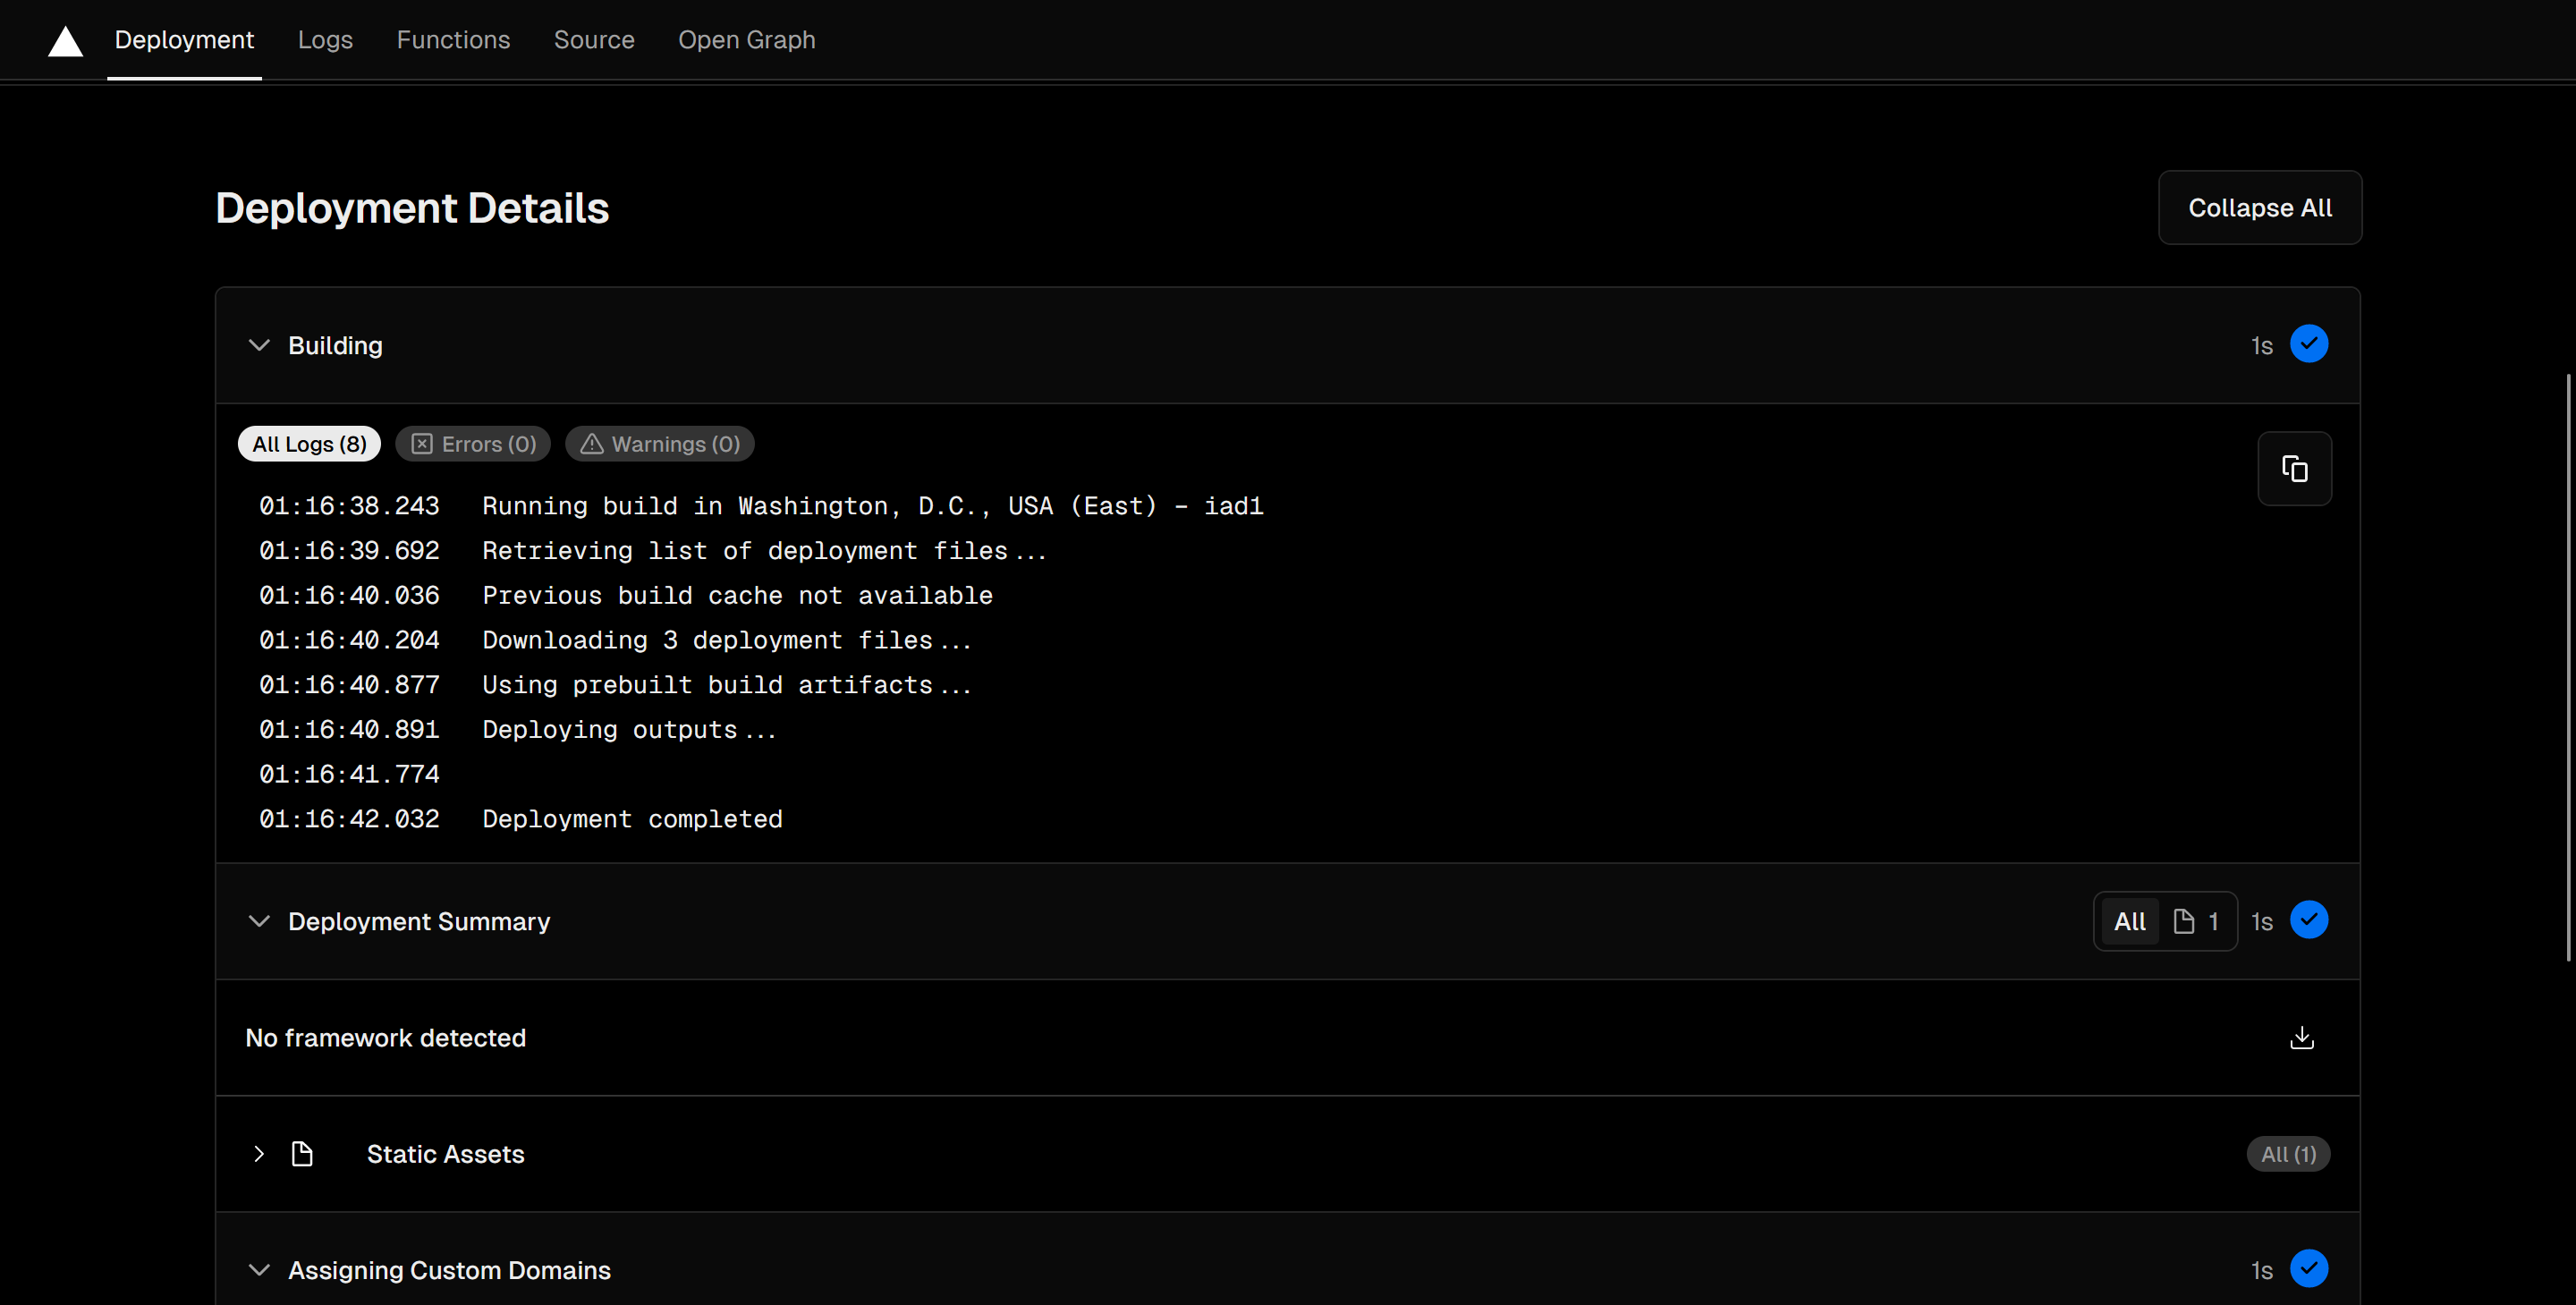 Deployment Logs Functions Source Open Graph
Deployment Details
Collapse All
Building 1s
All Logs (8) Errors (0) Warnings (0)
01:16:38.243 Running build in Washington, D.C., USA (East) – iad1
01:16:39.692 Retrieving list of deployment files...
01:16:40.036 Previous build cache not available
01:16:40.204 Downloading 3 deployment files...
01:16:40.877 Using prebuilt build artifacts...
01:16:40.891 Deploying outputs...
01:16:41.774
01:16:42.032 Deployment completed
Deployment Summary All 1 1s
No framework detected
Static Assets All (1)
Assigning Custom Domains 1s